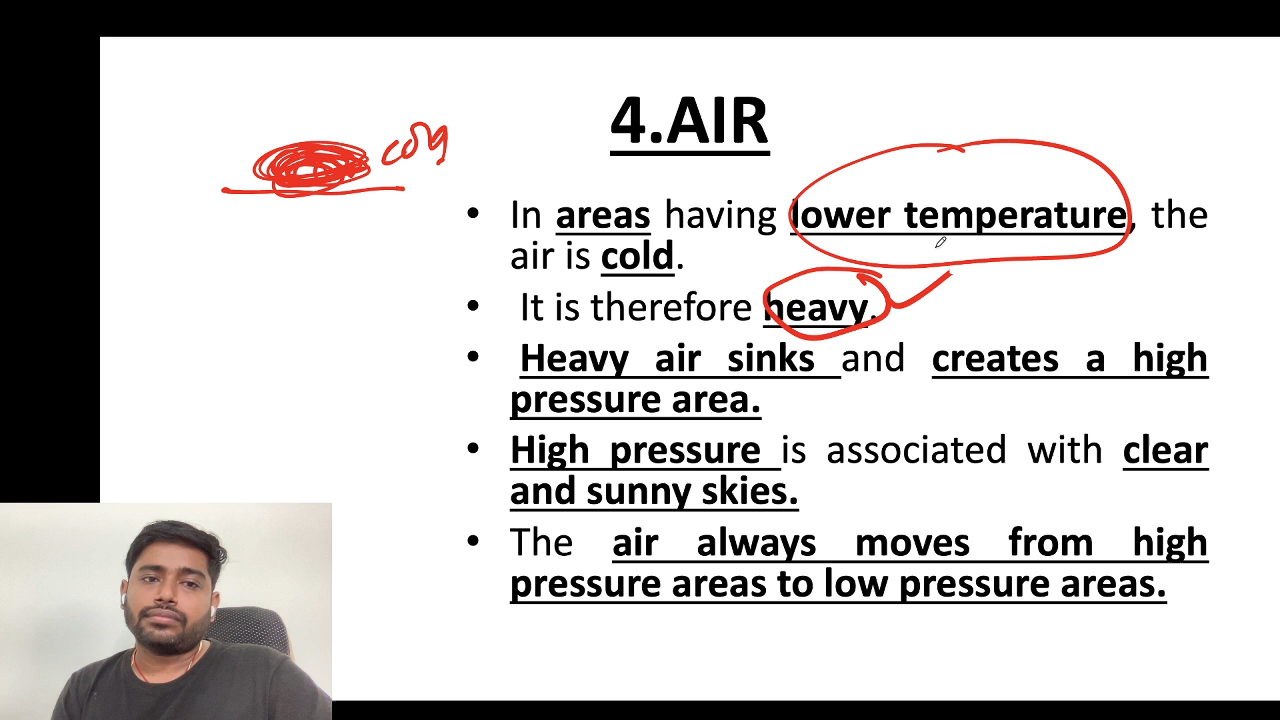 4.AIR
cold
• In areas having lower temperature, the
air is cold.
• It is therefore heavy.
• Heavy air sinks and creates a high
pressure area.
• High pressure is associated with clear
and sunny skies.
• The air always moves from high
pressure areas to low pressure areas.